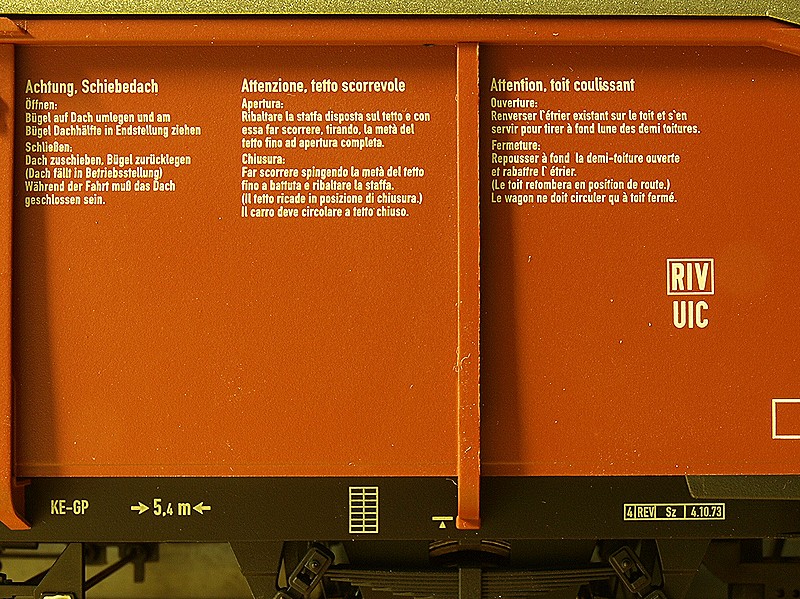 Achtung, Schiebedach
Öffnen:
Bügel auf Dach umlegen und am
Bügel Dachhälfte in Endstellung ziehen
Schließen:
Dach zuschieben, Bügel zurücklegen
(Dach fällt in Betriebsstellung)
Während der Fahrt muß das Dach
geschlossen sein.
Attenzione, tetto scorrevole
Apertura:
Ribaltare la staffa disposta sul tetto e con
essa far scorrere, tirando, la metà del
tetto fino ad apertura completa.
Chiusura:
Far scorrere spingendo la metà del tetto
fino a battuta e ribaltare la staffa.
(Il tetto ricade in posizione di chiusura.)
Il carro deve circolare a tetto chiuso.
Attention, toit coulissant
Ouverture:
Renverser l'étrier existant sur le toit et s'en
servir pour tirer à fond lune des demi toitures.
Fermeture:
Repousser à fond la demi-toiture ouverte
et rabattre l' étrier.
(Le toit retombera en position de route.)
Le wagon ne doit circuler qu à toit fermé.
RIV
UIC
KE-GP
5,4 m
4 REV Sz 4.10.73